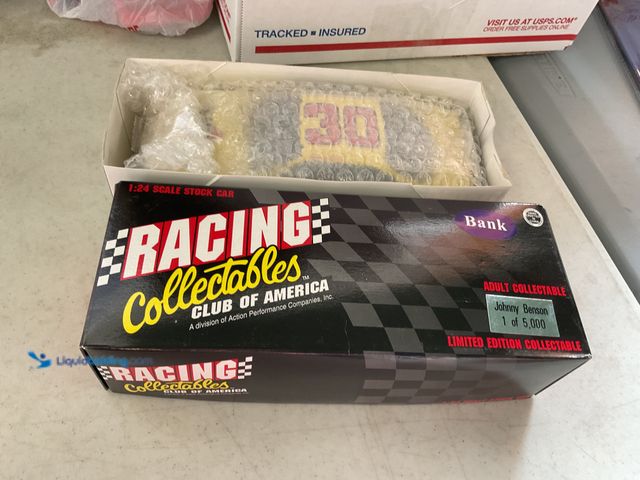 TRACKED ■ INSURED
VISIT US AT USPS.COM®
ORDER FREE SUPPLIES ONLINE
30
1:24 SCALE STOCK CAR
RACING
Collectables™
CLUB OF AMERICA
A division of Action Performance Companies, Inc.
Bank
ADULT COLLECTABLE
Johnny Benson
1 of 5,000
LIMITED EDITION COLLECTABLE
RACING
Collectables
CLUB OF AMERICA